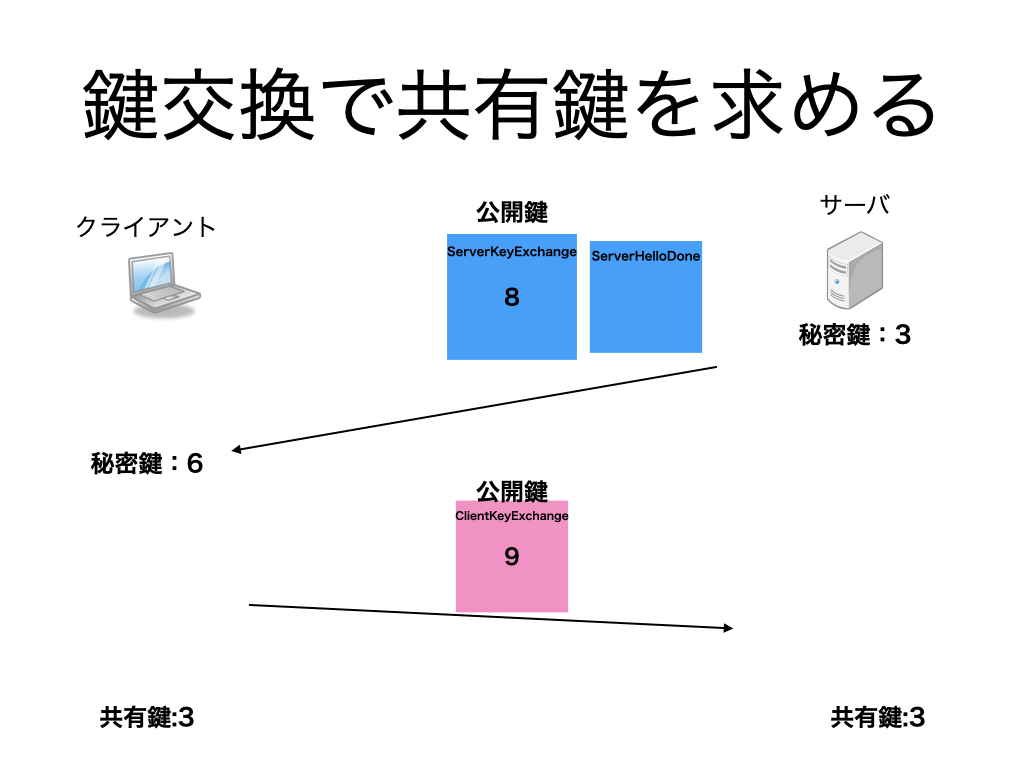 鍵交換で共有鍵を求める
クライアント
公開鍵
サーバ
ServerKeyExchange
ServerHelloDone
8
秘密鍵：3
秘密鍵：6
公開鍵
ClientKeyExchange
9
共有鍵:3
共有鍵:3